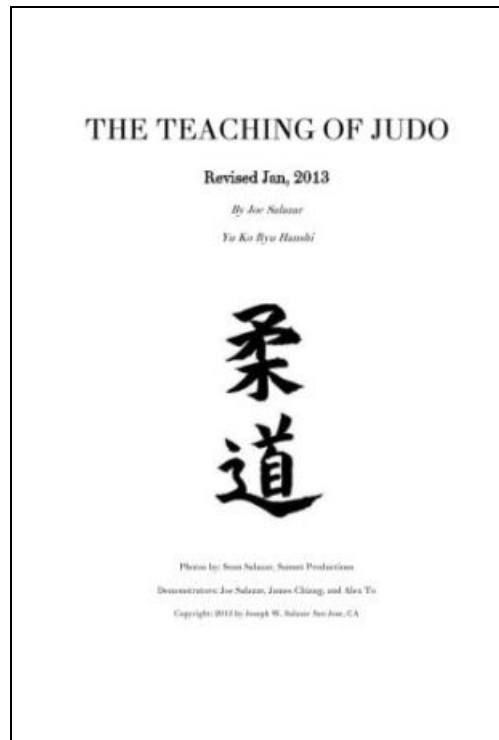 THE TEACHING OF JUDO
Revised Jan, 2013
By Joe Salazar
Yu Ko Ryu Hanshi
柔
道
Photos by: Sean Salazar, Sunset Productions
Demonstrators: Joe Salazar, James Chiang, and Alex To
Copyright: 2013 by Joseph W. Salazar San Jose, CA